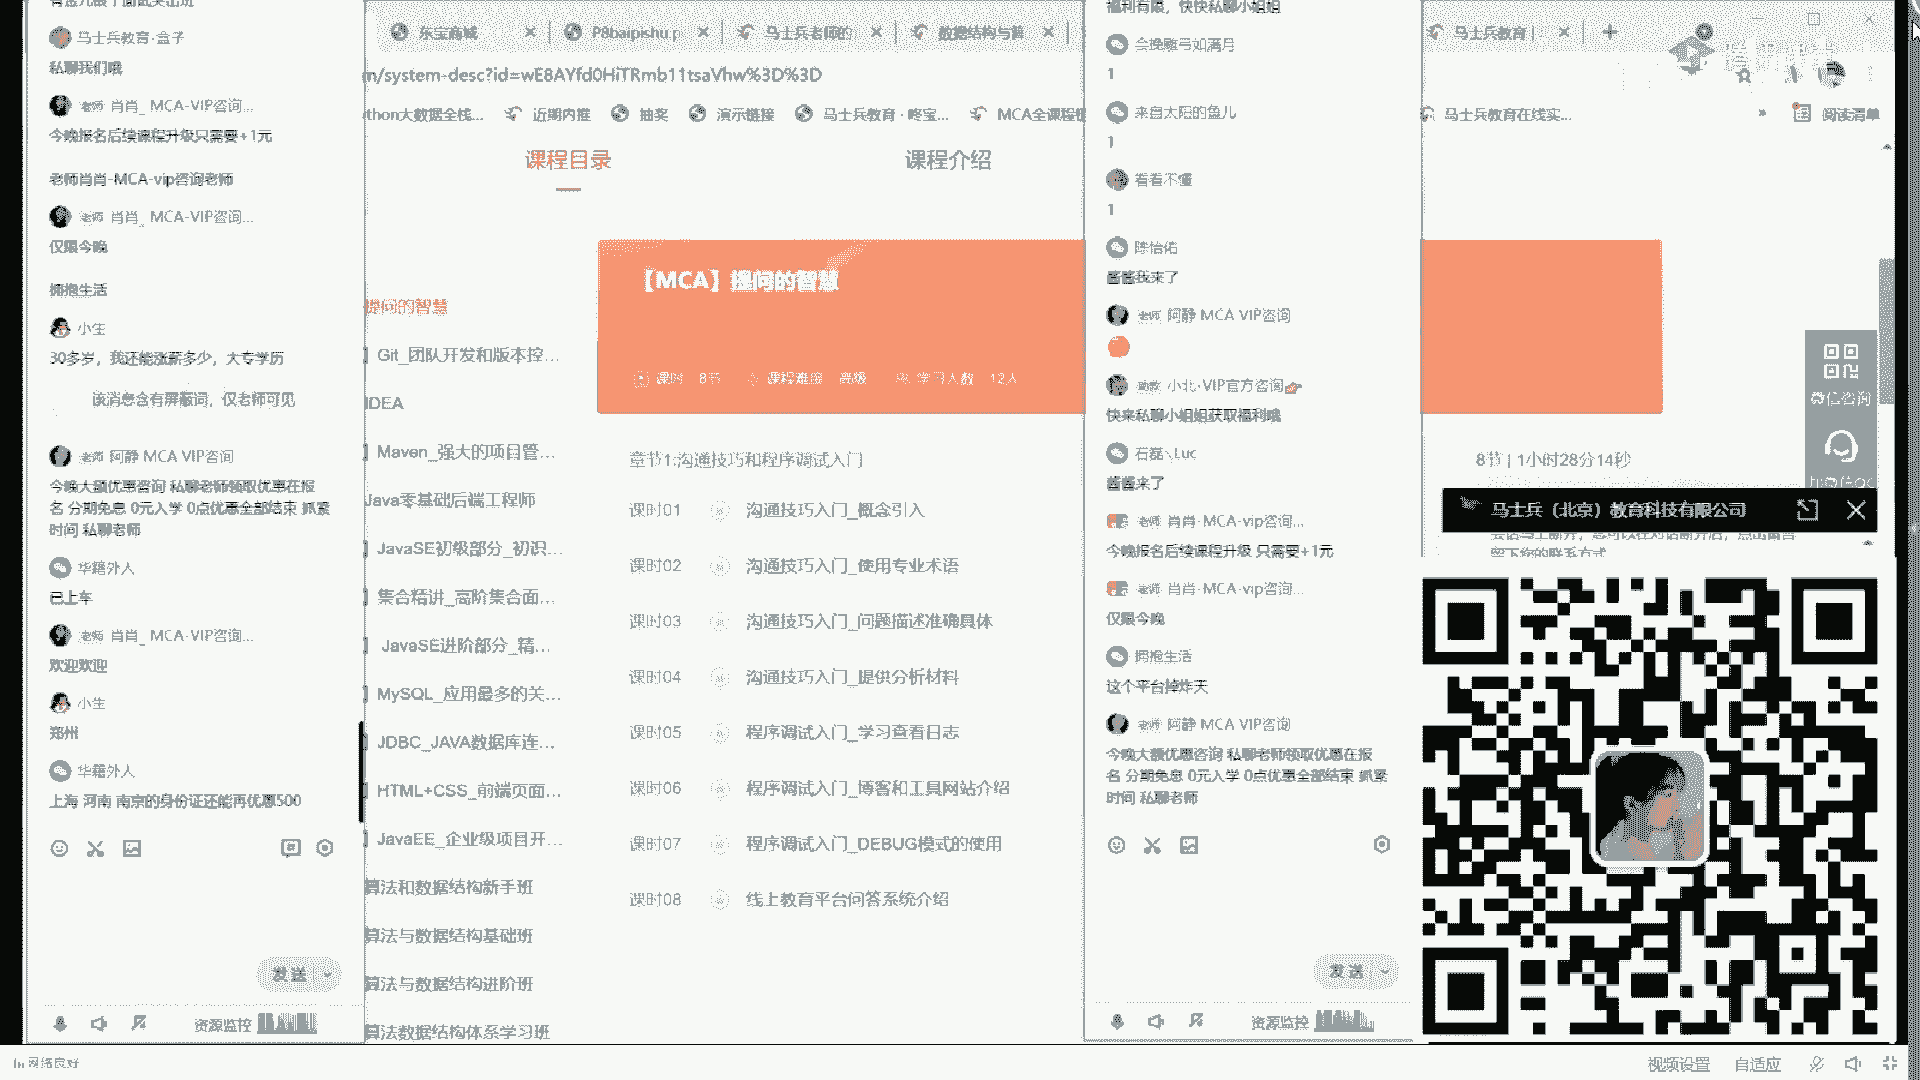 马士兵教育·盒子
私聊我们哦
老师 肖肖_ MCA-VIP咨询...
今晚报名后续课程升级只需要+1元
老师肖肖-MCA-vip咨询老师
老师 肖肖_ MCA-VIP咨询...
仅限今晚
拥抱生活
小生
30多岁，我还能涨薪多少，大专学历
该消息含有屏蔽词，仅老师可见
老师 阿静 MCA VIP咨询
今晚大额优惠咨询 私聊老师领取优惠在报
名 分期免息 0元入学 0点优惠全部结束 抓紧
时间 私聊老师
华籍外人
已上车
老师 肖肖_ MCA-VIP咨询...
欢迎欢迎
小生
郑州
华籍外人
上海 河南 南京的身份证还能再优惠500
发送
资源监控
网络良好
东宝商城
P8baipishu.p
马士兵老师的
数据结构与算
n/system-desc?id=wE8AYfd0HiTRmb11tsaVhw%3D%3D
thon大数据全栈...
近期内推
抽奖
演示链接
马士兵教育 · 咚宝...
MCA全课程
课程目录
课程介绍
提问的智慧
Git_团队开发和版本控...
IDEA
Maven_强大的项目管...
Java零基础后端工程师
JavaSE初级部分_初识...
集合精讲_高阶集合面...
JavaSE进阶部分_精...
MySQL_应用最多的关...
JDBC_JAVA数据库连...
HTML+CSS_前端页面...
JavaEE_企业级项目开...
算法和数据结构新手班
算法与数据结构基础班
算法与数据结构进阶班
算法数据结构体系学习班
【MCA】提问的智慧
课时 8节 课程难度 高级 学习人数 12人
章节1:沟通技巧和程序调试入门
8节 | 1小时28分14秒
课时01 沟通技巧入门_概念引入
课时02 沟通技巧入门_使用专业术语
课时03 沟通技巧入门_问题描述准确具体
课时04 沟通技巧入门_提供分析材料
课时05 程序调试入门_学习查看日志
课时06 程序调试入门_博客和工具网站介绍
课时07 程序调试入门_DEBUG模式的使用
课时08 线上教育平台问答系统介绍
福利有限，快快私聊小姐姐
会挽雕弓如满月
1
来自太阳的鱼儿
1
看看不懂
1
陈怡佑
酱酱我来了
老师 阿静 MCA VIP咨询
小北·VIP官方咨询
快来私聊小姐姐获取福利哦
石磊、Luc
酱酱来了
老师 肖肖·MCA-vip咨询...
今晚报名后续课程升级 只需要+1元
老师 肖肖·MCA-vip咨询...
仅限今晚
拥抱生活
这个平台掉炸天
老师 阿静 MCA VIP咨询
今晚大额优惠咨询 私聊老师领取优惠在报
名 分期免息 0元入学 0点优惠全部结束 抓紧
时间 私聊老师
发送
资源监控
马士兵教育
腾讯课堂
马士兵教育在线实...
阅读清单
微信咨询
马士兵（北京）教育科技有限公司
留下您的联系方式
视频设置
自适应